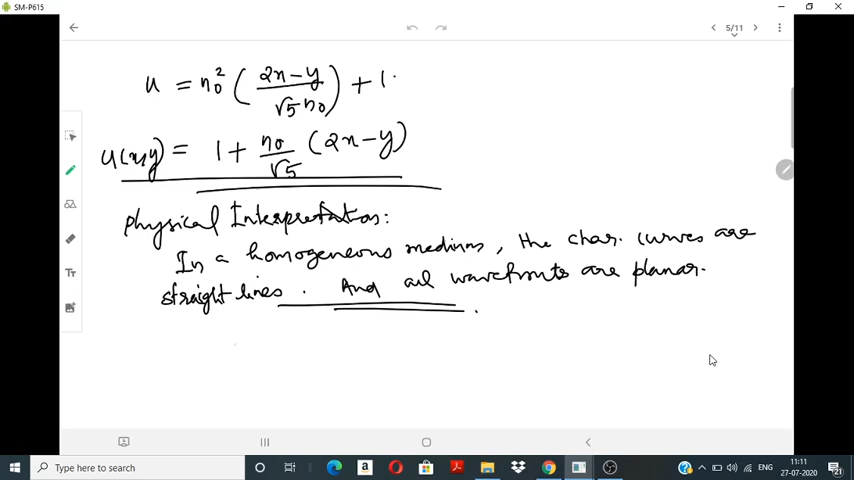 SM-P615
5/11
u = n₀² ( (2x-y) / (√5 n₀) ) + 1.
u(x,y) = 1 + n₀/√5 (2x-y)
Physical Interpretation:
In a homogeneous medium, the char. curves are
straight lines. And all wavefronts are planar.
Tt
Type here to search
a
ENG
11:11
27-07-2020
21